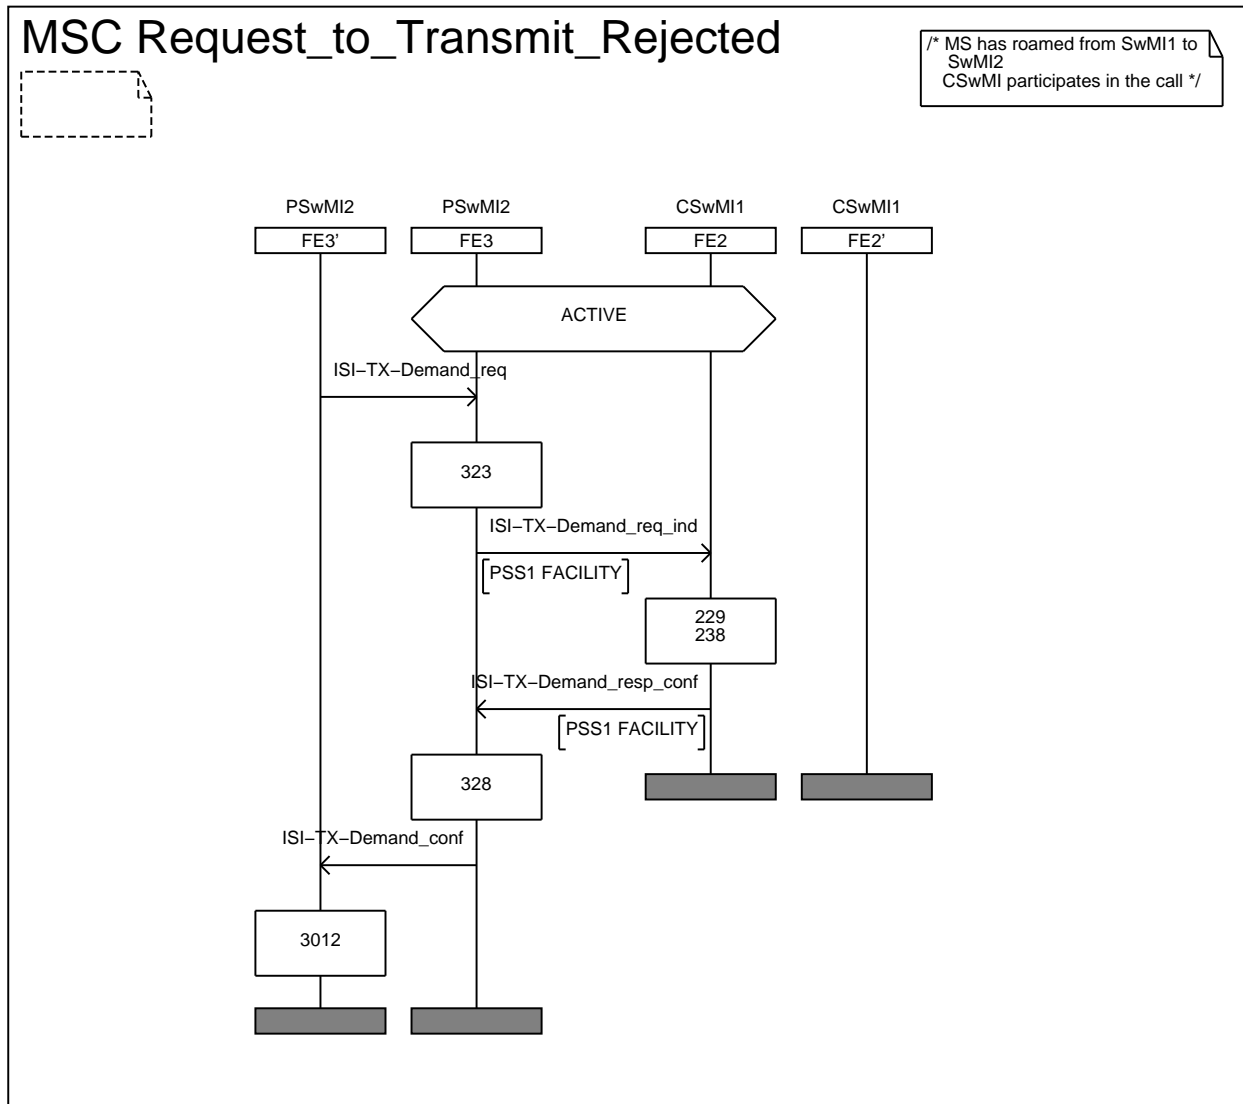 MSC Request_to_Transmit_Rejected
/* MS has roamed from SwMI1 to
SwMI2
CSwMI participates in the call */
PSwMI2
PSwMI2
CSwMI1
CSwMI1
FE3'
FE3
FE2
FE2'
ACTIVE
ISI−TX−Demand_req
323
ISI−TX−Demand_req_ind
PSS1 FACILITY
229
238
ISI−TX−Demand_resp_conf
PSS1 FACILITY
328
ISI−TX−Demand_conf
3012